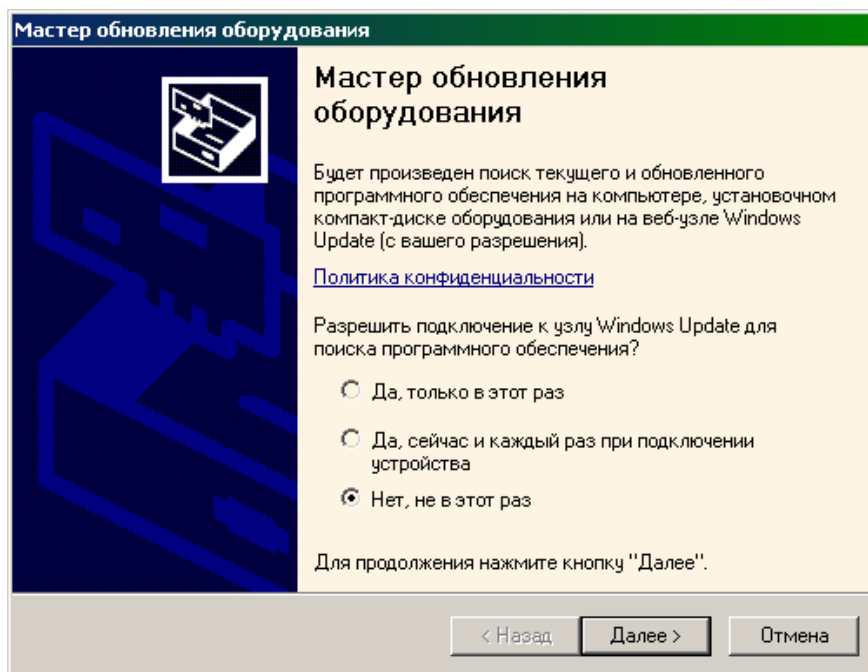 Мастер обновления оборудования
Мастер обновления
оборудования
Будет произведен поиск текущего и обновленного
программного обеспечения на компьютере, установочном
компакт-диске оборудования или на веб-узле Windows
Update (с вашего разрешения).
Политика конфиденциальности
Разрешить подключение к узлу Windows Update для
поиска программного обеспечения?
Да, только в этот раз
Да, сейчас и каждый раз при подключении
устройства
Нет, не в этот раз
Для продолжения нажмите кнопку "Далее".
< Назад Далее > Отмена